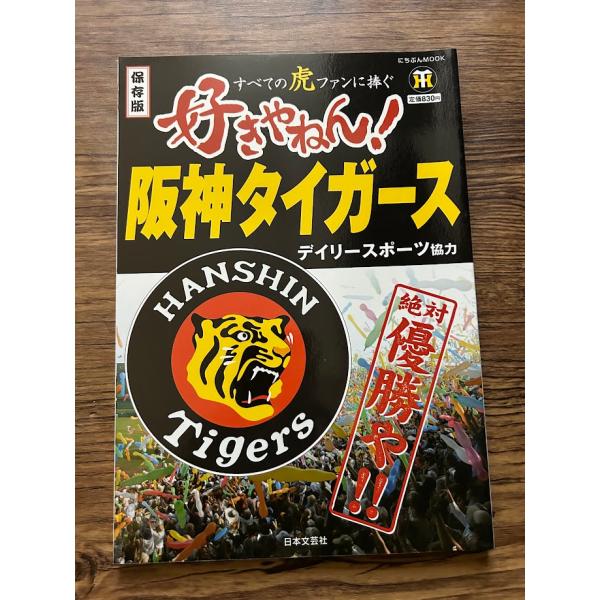 にちぶんMOOK
保存版
すべての虎ファンに捧ぐ
定価830円
好きやねん!
阪神タイガース
デイリースポーツ協力
HANSHIN
Tigers
絶対
優勝や!!
日本文芸社